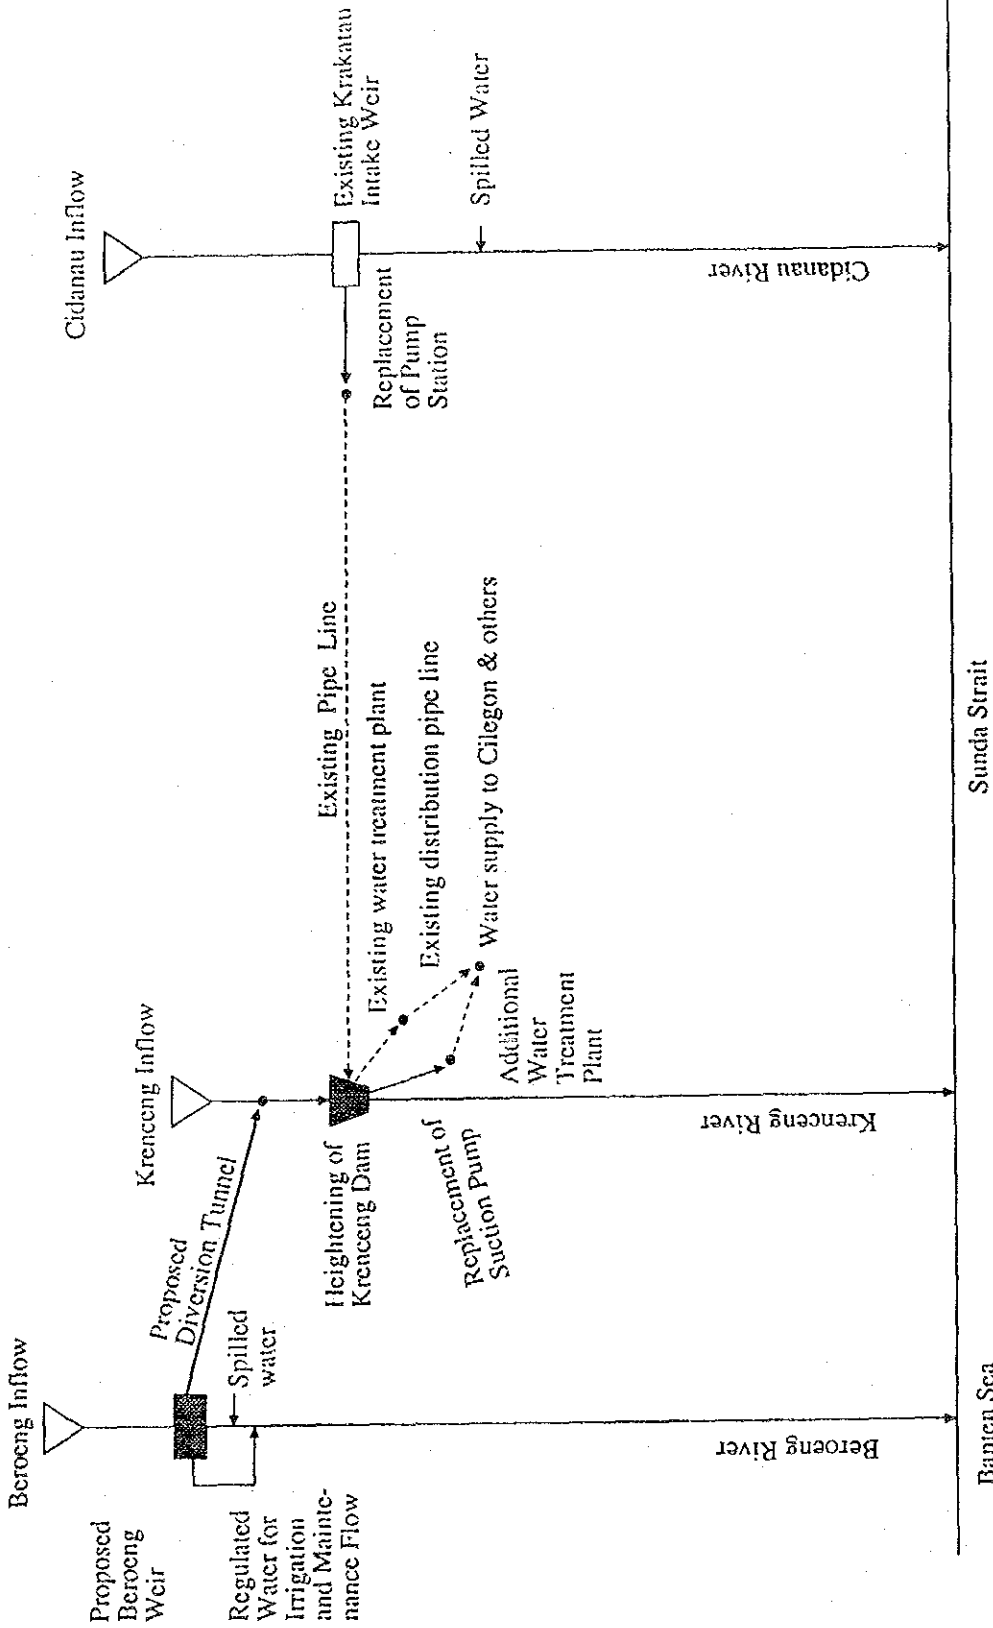 Beroeng Inflow
Krenceng Inflow
Cidanau Inflow
Proposed
Beroeng
Weir
Proposed
Diversion Tunnel
Spilled
water
Regulated
Water for
Irrigation
and Mainte-
nance Flow
Heightening of
Krenceng Dam
Replacement of
Suction Pump
Existing Pipe Line
Existing water treatment plant
Existing distribution pipe line
Water supply to Cilegon & others
Additional
Water
Treatment
Plant
Replacement
of Pump
Station
Existing Krakatau
Intake Weir
Spilled Water
Beroeng River
Krenceng River
Cidanau River
Banten Sea
Sunda Strait